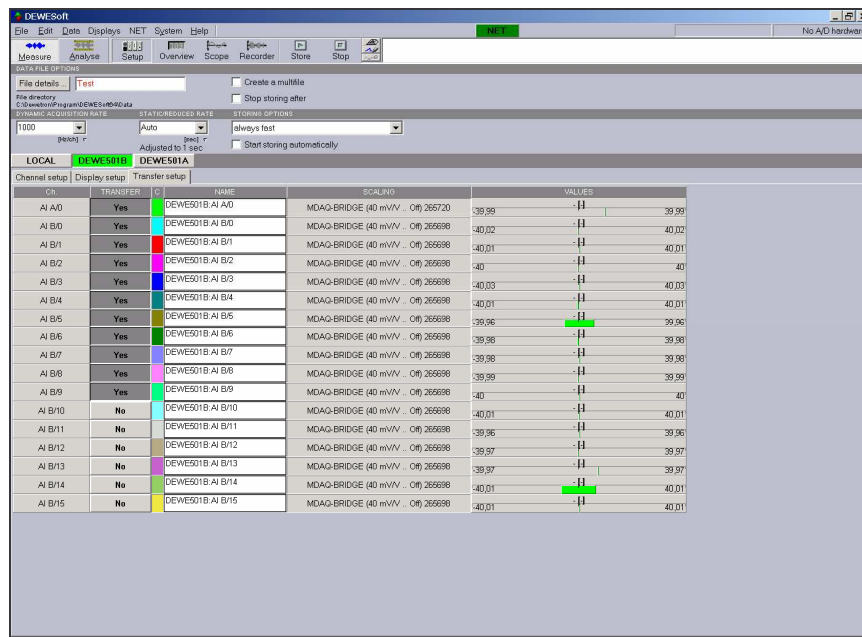 DEWESoft
File Edit Data Displays NET System Help NET No A/D hardware
Measure Analyse Setup Overview Scope Recorder Store Stop
DATA FILE OPTIONS
File details ... Test Create a multifile
File directory Stop storing after
C:\Dewetron\Program\DEWESoft64\Data
DYNAMIC ACQUISITION RATE STATIC/REDUCED RATE STORING OPTIONS
1000 Auto always fast
[Hz/ch] [sec]
Adjusted to 1 sec Start storing automatically
LOCAL DEWE501B DEWE501A
Channel setup Display setup Transfer setup
Ch. TRANSFER C NAME SCALING VALUES
AI A/0 Yes DEWE501B:AI A/0 MDAQ-BRIDGE (40 mV/V .. Off) 265720 -39,99 - [-] 39,99
AI B/0 Yes DEWE501B:AI B/0 MDAQ-BRIDGE (40 mV/V .. Off) 265698 -40,02 - [-] 40,02
AI B/1 Yes DEWE501B:AI B/1 MDAQ-BRIDGE (40 mV/V .. Off) 265698 -40,01 - [-] 40,01
AI B/2 Yes DEWE501B:AI B/2 MDAQ-BRIDGE (40 mV/V .. Off) 265698 -40 - [-] 40
AI B/3 Yes DEWE501B:AI B/3 MDAQ-BRIDGE (40 mV/V .. Off) 265698 -40,03 - [-] 40,03
AI B/4 Yes DEWE501B:AI B/4 MDAQ-BRIDGE (40 mV/V .. Off) 265698 -40,01 - [-] 40,01
AI B/5 Yes DEWE501B:AI B/5 MDAQ-BRIDGE (40 mV/V .. Off) 265698 -39,96 - [-] 39,96
AI B/6 Yes DEWE501B:AI B/6 MDAQ-BRIDGE (40 mV/V .. Off) 265698 -39,98 - [-] 39,98
AI B/7 Yes DEWE501B:AI B/7 MDAQ-BRIDGE (40 mV/V .. Off) 265698 -39,98 - [-] 39,98
AI B/8 Yes DEWE501B:AI B/8 MDAQ-BRIDGE (40 mV/V .. Off) 265698 -39,99 - [-] 39,99
AI B/9 Yes DEWE501B:AI B/9 MDAQ-BRIDGE (40 mV/V .. Off) 265698 -40 - [-] 40
AI B/10 No DEWE501B:AI B/10 MDAQ-BRIDGE (40 mV/V .. Off) 265698 -40,01 - [-] 40,01
AI B/11 No DEWE501B:AI B/11 MDAQ-BRIDGE (40 mV/V .. Off) 265698 -39,96 - [-] 39,96
AI B/12 No DEWE501B:AI B/12 MDAQ-BRIDGE (40 mV/V .. Off) 265698 -39,97 - [-] 39,97
AI B/13 No DEWE501B:AI B/13 MDAQ-BRIDGE (40 mV/V .. Off) 265698 -39,97 - [-] 39,97
AI B/14 No DEWE501B:AI B/14 MDAQ-BRIDGE (40 mV/V .. Off) 265698 -40,01 - [-] 40,01
AI B/15 No DEWE501B:AI B/15 MDAQ-BRIDGE (40 mV/V .. Off) 265698 -40,01 - [-] 40,01